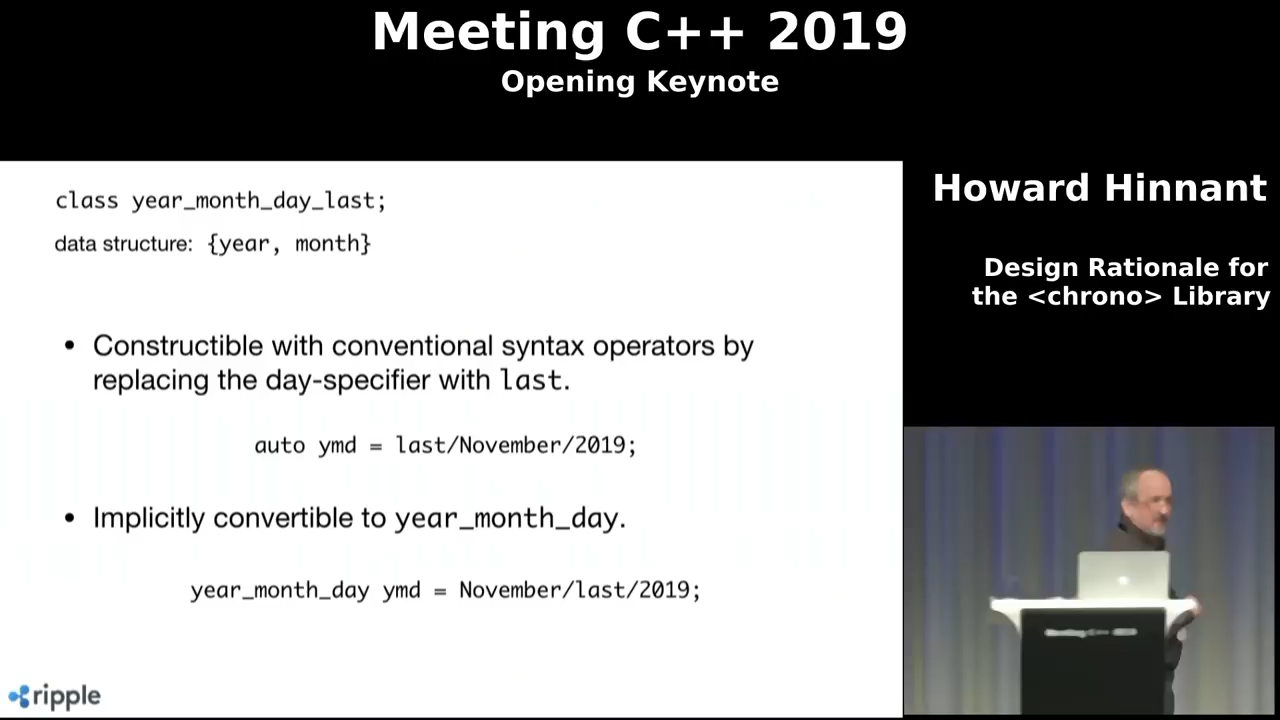 Meeting C++ 2019
Opening Keynote
class year_month_day_last;
data structure: {year, month}
• Constructible with conventional syntax operators by
replacing the day-specifier with last.
auto ymd = last/November/2019;
• Implicitly convertible to year_month_day.
year_month_day ymd = November/last/2019;
ripple
Howard Hinnant
Design Rationale for
the <chrono> Library
Meeting C++ 2019